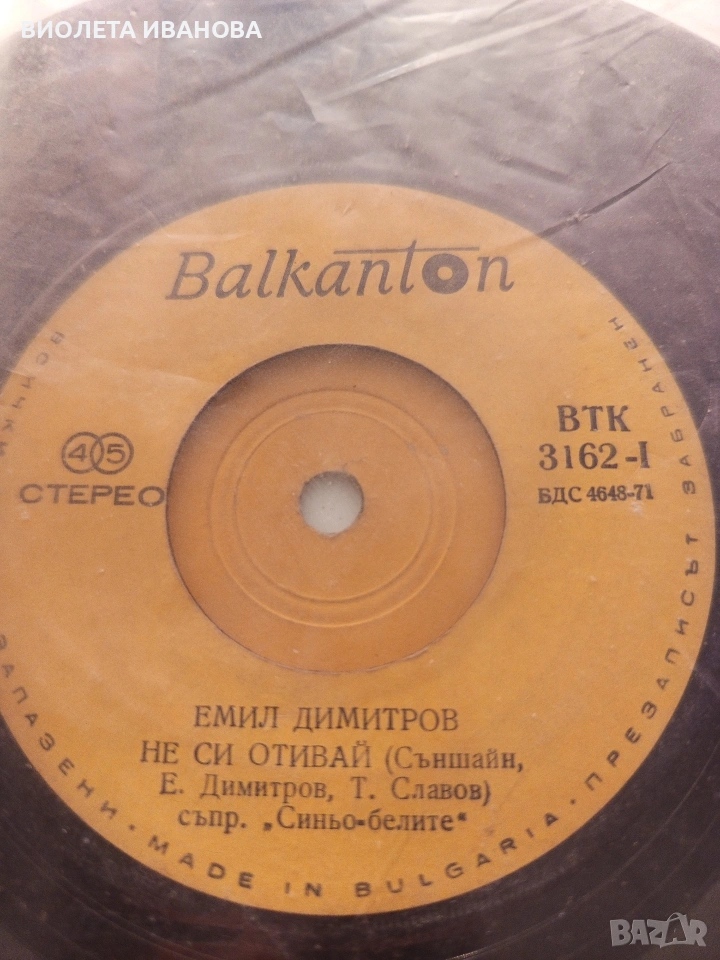 ВИОЛЕТА ИВАНОВА
Balkanton
45
СТЕРЕО
ВТК
3162-I
БДС 4648-71
ЕМИЛ ДИМИТРОВ
НЕ СИ ОТИВАЙ (Съншайн,
Е. Димитров, Т. Славов)
съпр. „Синьо-белите“
ЗАПАЗЕНИ · MADE IN BULGARIA · ПРЕЗАПИСЪТ ЗАБРАНЕН
BAZAR